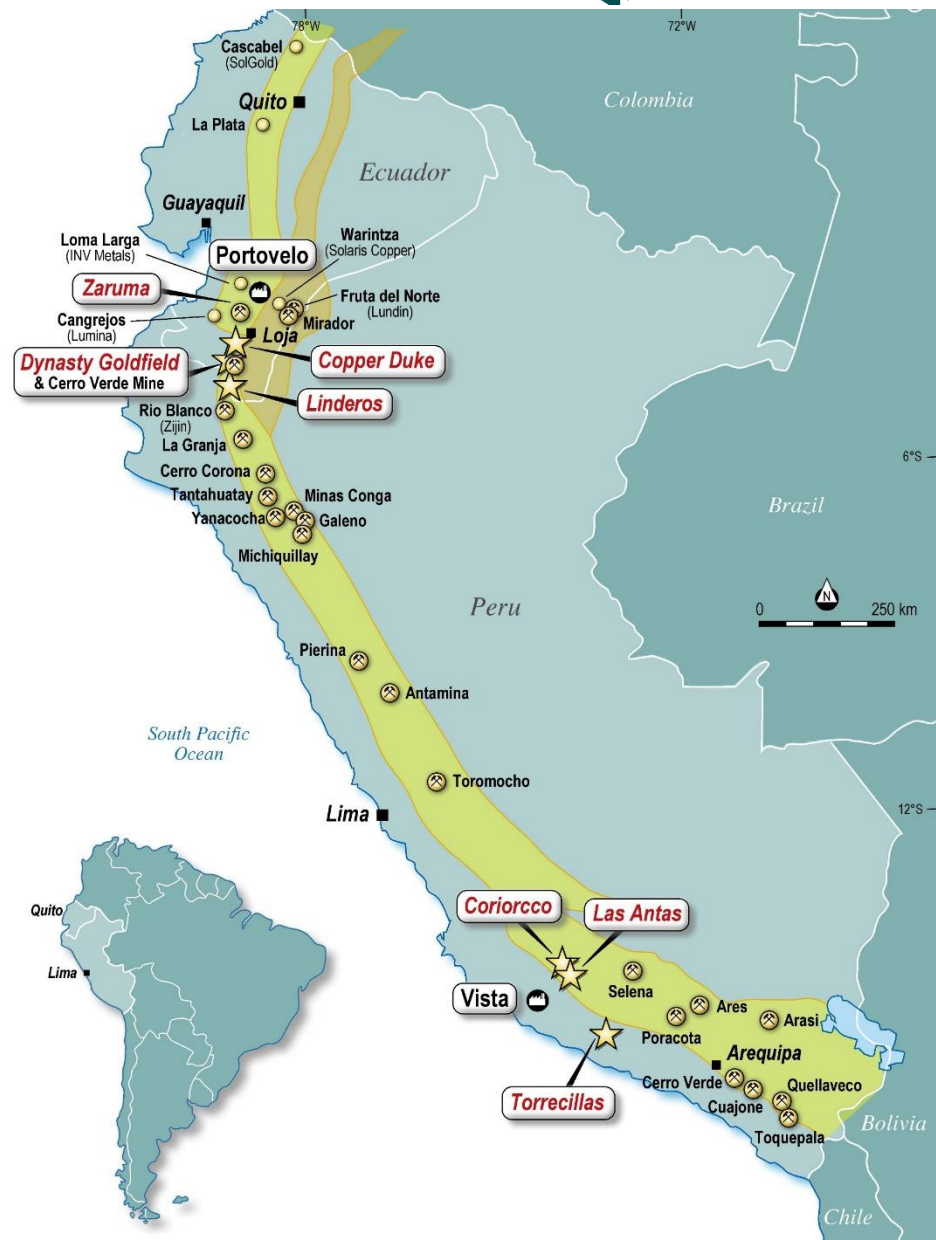 78°
72°
Cascabel
(SolGold)
Quito
Colombia
La Plata
Ecuador
Guayaquil
Loma Larga
(INV Metals)
Portovelo
Warintza
(Solaris Copper)
Zaruma
Fruta del Norte
(Lundin)
Cangrejos
(Lumina)
Mirador
Loja
Dynasty Goldfield
& Cerro Verde Mine
Copper Duke
Linderos
Rio Blanco
(Zijin)
La Granja
6°S
Cerro Corona
Tantahuatay
Minas Conga
Yanacocha
Galeno
Michiquillay
Brazil
N
0 250 km
Peru
Pierina
Antamina
South Pacific
Ocean
Toromocho
Lima
12°S
Coriorcco
Las Antas
Quito
Lima
Vista
Selena
Ares
Poracota
Arasi
Arequipa
Torrecillas
Cerro Verde
Quellaveco
Cuajone
Toquepala
Bolivia
Chile